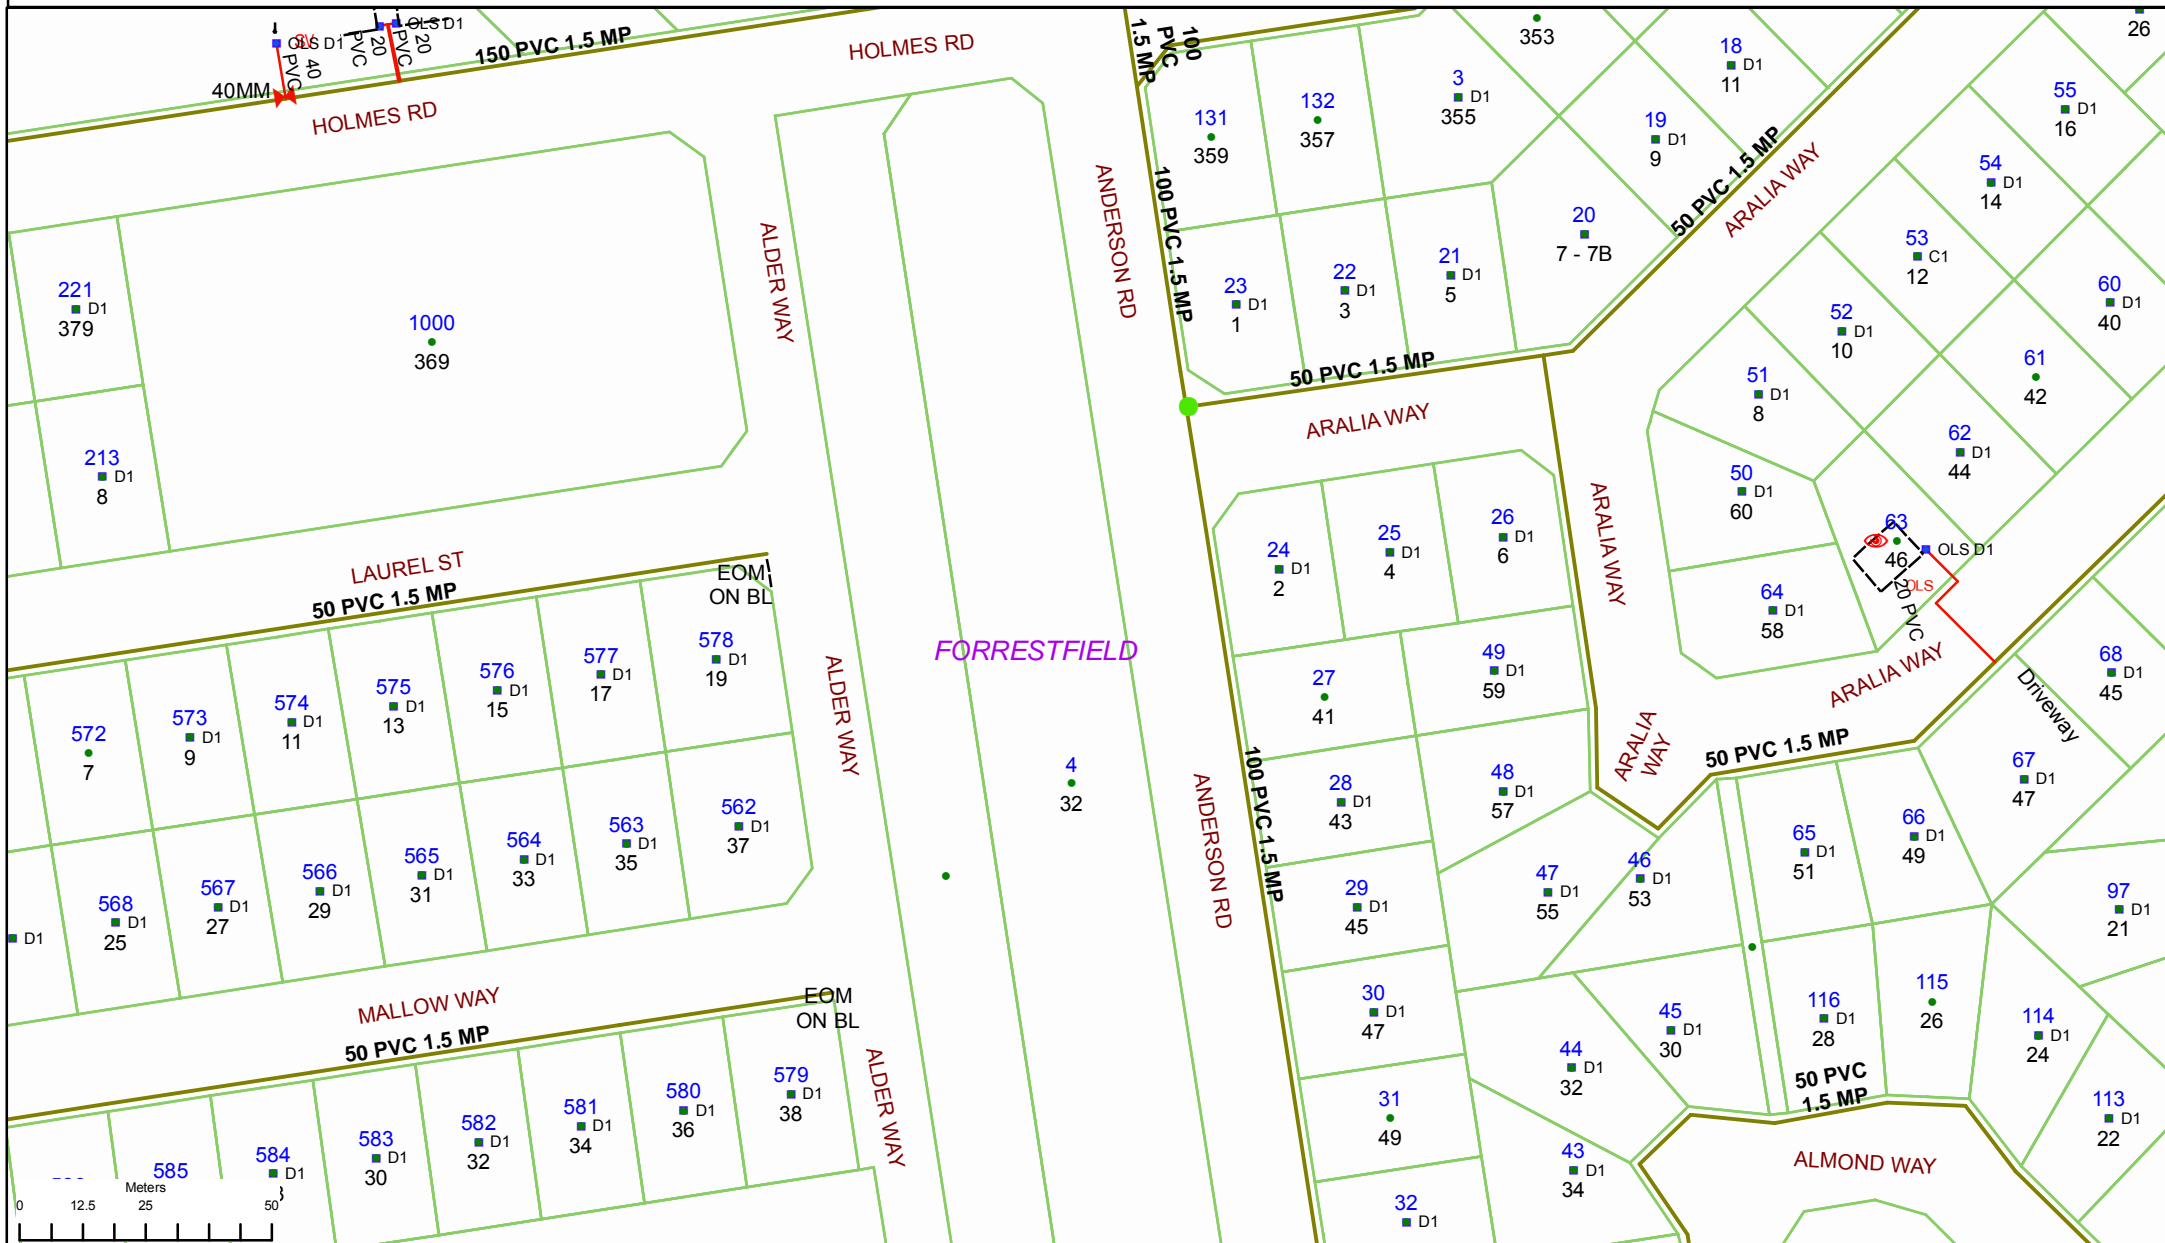 OLS D1
SV
PVC
40
40MM
PVC
20
PVC
20
OLS D1
150 PVC 1.5 MP
HOLMES RD
HOLMES RD
1.5 MP
100
PVC
131
359
132
357
3
D1
355
353
18
D1
11
19
D1
9
26
55
D1
16
54
D1
14
50 PVC 1.5 MP
ARALIA WAY
20
7 - 7B
53
C1
12
60
D1
40
221
D1
379
1000
369
ALDER WAY
ANDERSON RD
100 PVC 1.5 MP
23
D1
1
22
D1
3
21
D1
5
52
D1
10
61
42
51
D1
8
50 PVC 1.5 MP
ARALIA WAY
62
D1
44
213
D1
8
50
D1
60
24
D1
2
25
D1
4
26
D1
6
ARALIA WAY
63
46
OLS D1
OLS
20 PVC
64
D1
58
LAUREL ST
50 PVC 1.5 MP
EOM
ON BL
FORRESTFIELD
572
7
573
D1
9
574
D1
11
575
D1
13
576
D1
15
577
D1
17
578
D1
19
ALDER WAY
27
41
49
D1
59
ARALIA WAY
Driveway
68
D1
45
ARALIA
WAY
50 PVC 1.5 MP
67
D1
47
4
32
ANDERSON RD
100 PVC 1.5 MP
28
D1
43
48
D1
57
65
D1
51
66
D1
49
D1
568
D1
25
567
D1
27
566
D1
29
565
D1
31
564
D1
33
563
D1
35
562
D1
37
29
D1
45
47
D1
55
46
D1
53
97
D1
21
MALLOW WAY
50 PVC 1.5 MP
EOM
ON BL
30
D1
47
45
D1
30
116
D1
28
115
26
114
D1
24
44
D1
32
50 PVC
1.5 MP
113
D1
22
ALDER WAY
585
584
D1
583
D1
30
582
D1
32
581
D1
34
580
D1
36
579
D1
38
31
49
43
D1
34
ALMOND WAY
32
D1
Meters
0
12.5
25
50